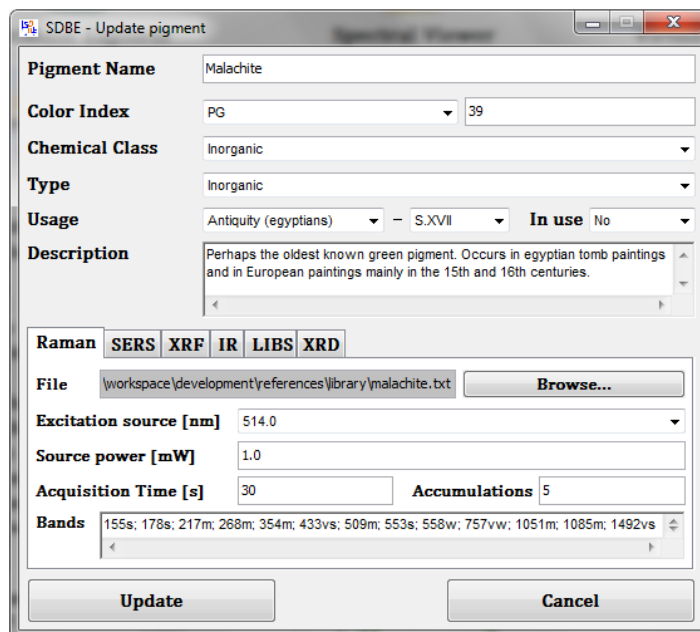 SDBE - Update pigment
Spectral Viewer
Pigment Name Malachite
Color Index PG 39
Chemical Class Inorganic
Type Inorganic
Usage Antiquity (egyptians) – S.XVII In use No
Description Perhaps the oldest known green pigment. Occurs in egyptian tomb paintings
and in European paintings mainly in the 15th and 16th centuries.
Raman SERS XRF IR LIBS XRD
File \workspace\development\references\library\malachite.txt Browse...
Excitation source [nm] 514.0
Source power [mW] 1.0
Acquisition Time [s] 30 Accumulations 5
Bands 155s; 178s; 217m; 268m; 354m; 433vs; 509m; 553s; 558w; 757vw; 1051m; 1085m; 1492vs
Update Cancel